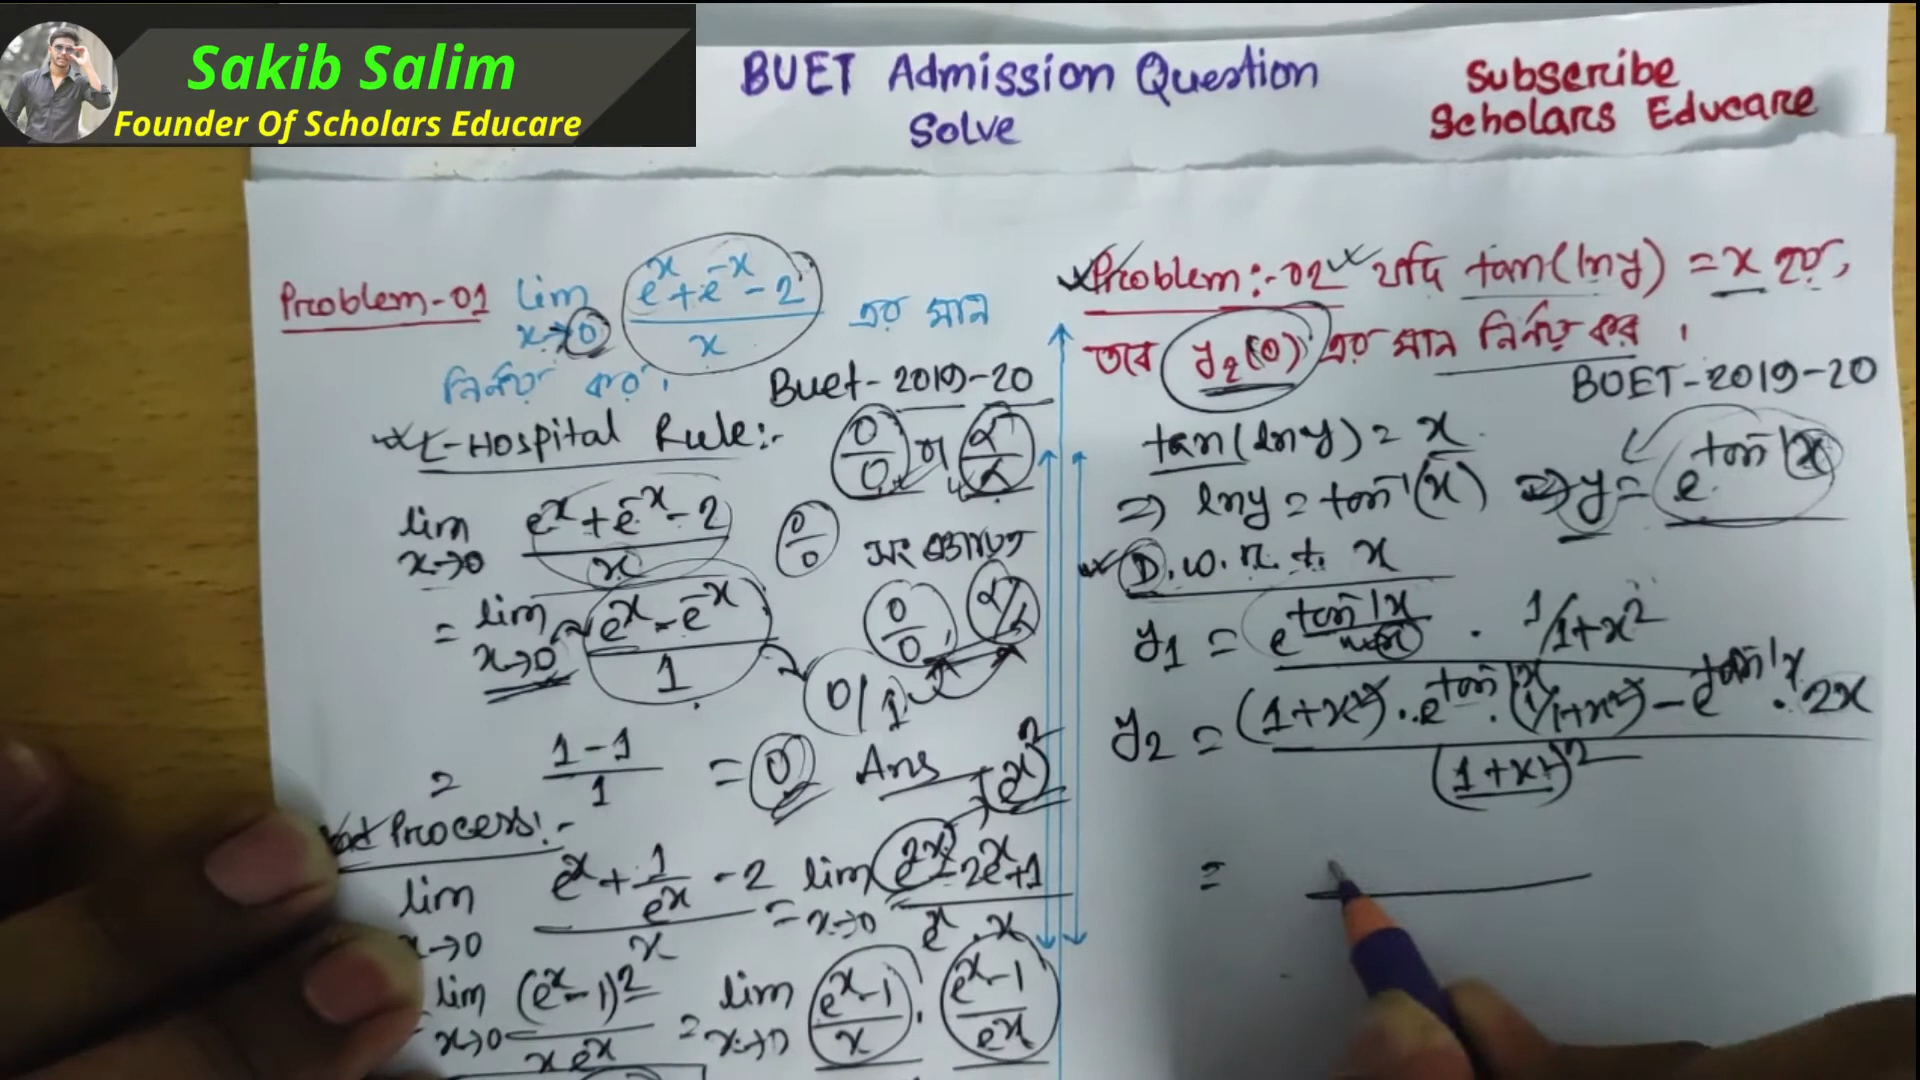 Sakib Salim
Founder Of Scholars Educare
BUET Admission Question
Solve
Subscribe
Scholars Educare
Problem-01 lim x→0 (e^x + e^-x - 2)/x এর মান
নির্ণয় কর।
Buet-2019-20
L-Hospital Rule:- 0/0 বা α/α
lim x→0 (e^x + e^-x - 2)/x 0/0
= lim x→0 (e^x - e^-x)/1 0/0, α/α
0/1
= (1-1)/1 = 0 Ans
Process:-
(e^x)^2
lim x→0 (e^x + 1/e^x - 2)/x = lim x→0 (e^2x - 2e^x + 1)/(e^x . x)
lim x→0 (e^x - 1)^2/(x e^x) = lim x→0 (e^x - 1)/x . (e^x - 1)/e^x
Problem:-02 যদি tan(lny) = x হয়,
তবে y2(0) এর মান নির্ণয় কর।
BUET-2019-20
tan(lny) = x
⇒ lny = tan^-1(x) ⇒ y = e^tan^-1 x
D.w.r.t. x
y1 = e^tan^-1 x . 1/1+x^2
y2 = ((1+x^2) . e^tan^-1 x . (1/1+x^2) - e^tan^-1 x . 2x)/(1+x^2)^2
=